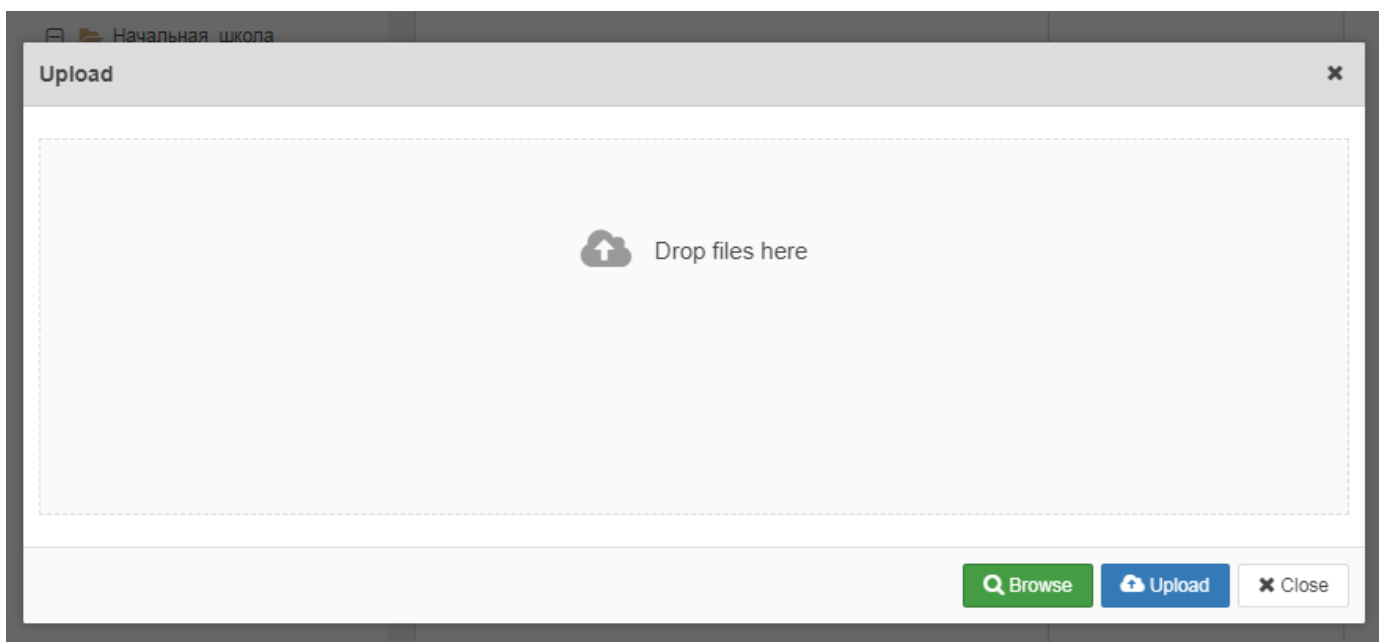 Начальная школа
Upload
Drop files here
Browse
Upload
Close